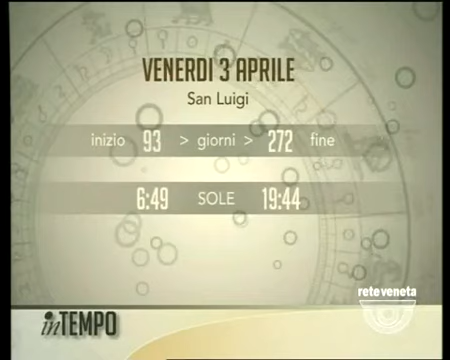 VENERDI 3 APRILE
San Luigi
inizio 93 > giorni > 272 fine
6:49 SOLE 19:44
reteveneta
inTEMPO